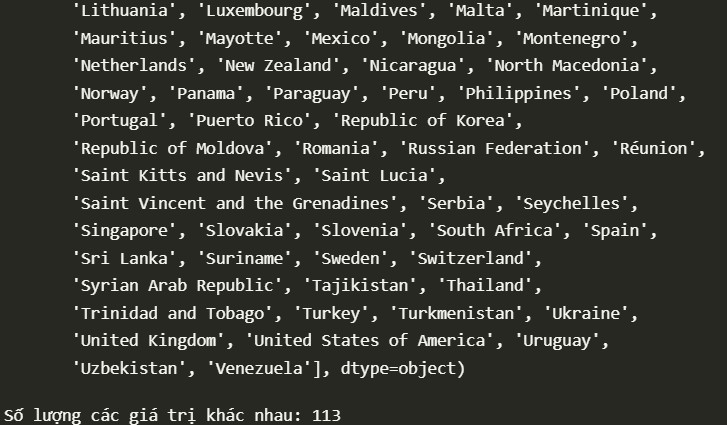 'Lithuania', 'Luxembourg', 'Maldives', 'Malta', 'Martinique',
'Mauritius', 'Mayotte', 'Mexico', 'Mongolia', 'Montenegro',
'Netherlands', 'New Zealand', 'Nicaragua', 'North Macedonia',
'Norway', 'Panama', 'Paraguay', 'Peru', 'Philippines', 'Poland',
'Portugal', 'Puerto Rico', 'Republic of Korea',
'Republic of Moldova', 'Romania', 'Russian Federation', 'Réunion',
'Saint Kitts and Nevis', 'Saint Lucia',
'Saint Vincent and the Grenadines', 'Serbia', 'Seychelles',
'Singapore', 'Slovakia', 'Slovenia', 'South Africa', 'Spain',
'Sri Lanka', 'Suriname', 'Sweden', 'Switzerland',
'Syrian Arab Republic', 'Tajikistan', 'Thailand',
'Trinidad and Tobago', 'Turkey', 'Turkmenistan', 'Ukraine',
'United Kingdom', 'United States of America', 'Uruguay',
'Uzbekistan', 'Venezuela'], dtype=object)
Số lượng các giá trị khác nhau: 113